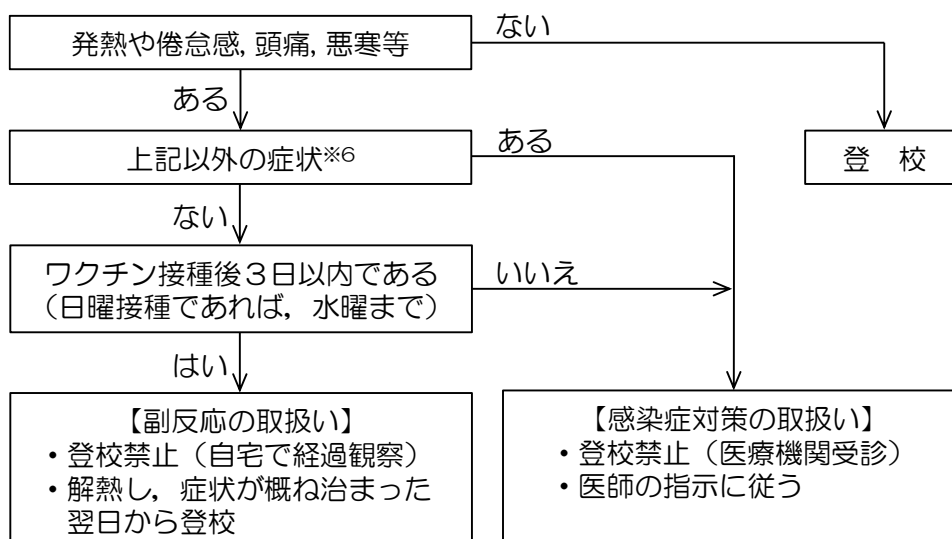 発熱や倦怠感, 頭痛, 悪寒等
ない
ある
上記以外の症状※6
ある
登　校
ない
ワクチン接種後３日以内である
（日曜接種であれば，水曜まで）
いいえ
はい
【副反応の取扱い】
・登校禁止（自宅で経過観察）
・解熱し，症状が概ね治まった
翌日から登校
【感染症対策の取扱い】
・登校禁止（医療機関受診）
・医師の指示に従う